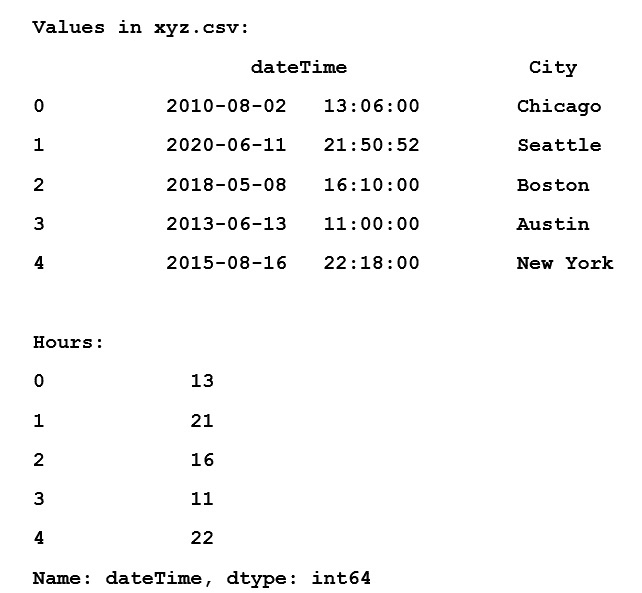 Values in xyz.csv:
dateTime City
0 2010-08-02 13:06:00 Chicago
1 2020-06-11 21:50:52 Seattle
2 2018-05-08 16:10:00 Boston
3 2013-06-13 11:00:00 Austin
4 2015-08-16 22:18:00 New York
Hours:
0 13
1 21
2 16
3 11
4 22
Name: dateTime, dtype: int64